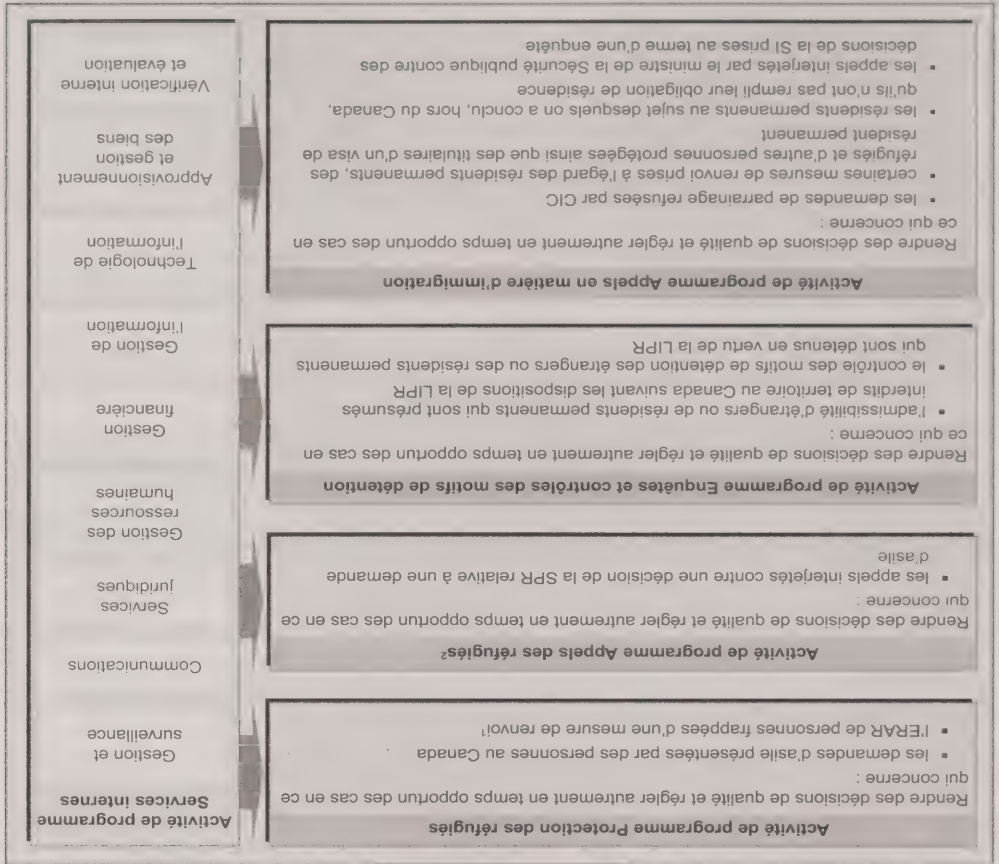 Activité de programme
Services internes
Gestion et
surveillance
Communications
Services
juridiques
Gestion des
ressources
humaines
Gestion
financière
Gestion de
l'information
Technologie de
l'information
Approvisionnement
et gestion
des biens
Vérification interne
et évaluation
Activité de programme Protection des réfugiés
Rendre des décisions de qualité et régler autrement en temps opportun des cas en ce
qui concerne :
▪ les demandes d'asile présentées par des personnes au Canada
▪ l'ERAR de personnes frappées d'une mesure de renvoi¹
Activité de programme Appels des réfugiés²
Rendre des décisions de qualité et régler autrement en temps opportun des cas en ce
qui concerne :
▪ les appels interjetés contre une décision de la SPR relative à une demande
d'asile
Activité de programme Enquêtes et contrôles des motifs de détention
Rendre des décisions de qualité et régler autrement en temps opportun des cas en
ce qui concerne :
▪ l'admissibilité d'étrangers ou de résidents permanents qui sont présumés
interdits de territoire au Canada suivant les dispositions de la LIPR
▪ le contrôle des motifs de détention des étrangers ou des résidents permanents
qui sont détenus en vertu de la LIPR
Activité de programme Appels en matière d'immigration
Rendre des décisions de qualité et régler autrement en temps opportun des cas en
ce qui concerne :
▪ les demandes de parrainage refusées par CIC
▪ certaines mesures de renvoi prises à l'égard des résidents permanents, des
réfugiés et d'autres personnes protégées ainsi que des titulaires d'un visa de
résident permanent
▪ les résidents permanents au sujet desquels on a conclu, hors du Canada,
qu'ils n'ont pas rempli leur obligation de résidence
▪ les appels interjetés par le ministre de la Sécurité publique contre des
décisions de la SI prises au terme d'une enquête